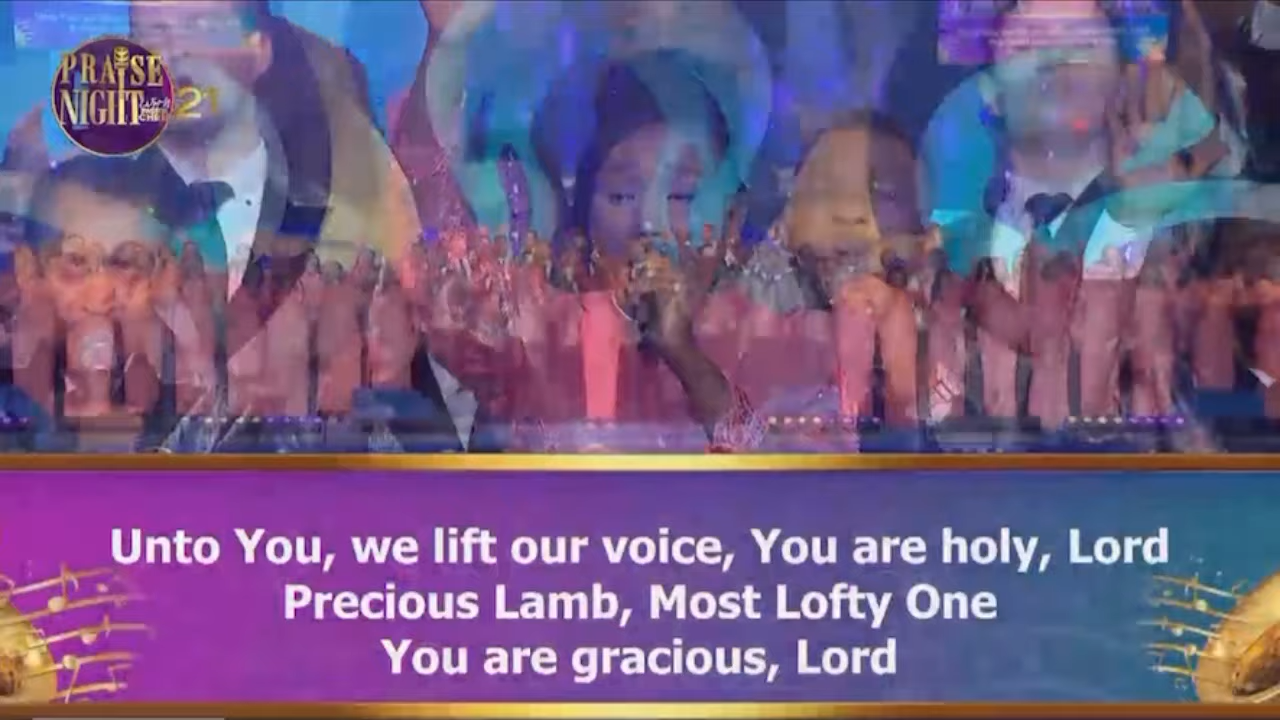 PRAISE
NIGHT
21
Unto You, we lift our voice, You are holy, Lord
Precious Lamb, Most Lofty One
You are gracious, Lord